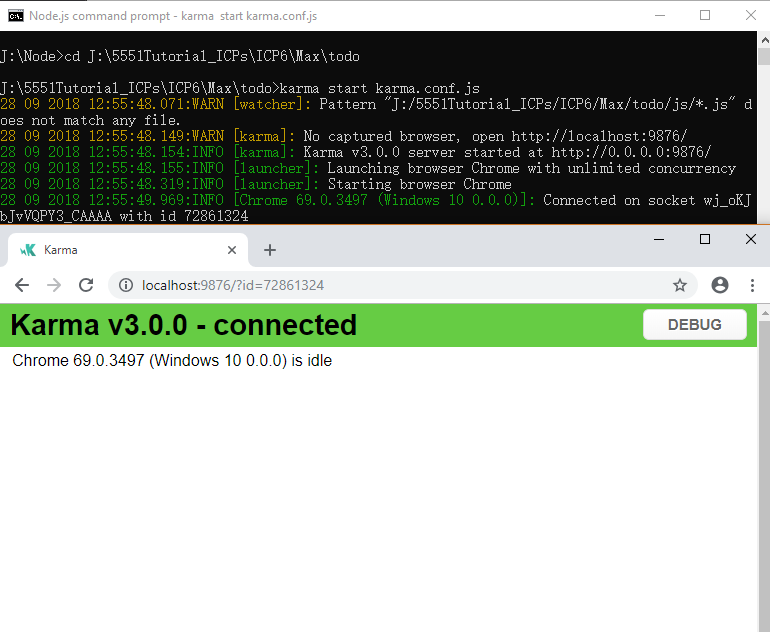 Node.js command prompt - karma  start karma.conf.js
J:\Node>cd J:\5551Tutorial_ICPs\ICP6\Max\todo
J:\5551Tutorial_ICPs\ICP6\Max\todo>karma start karma.conf.js
28 09 2018 12:55:48.071:WARN [watcher]: Pattern "J:/5551Tutorial_ICPs/ICP6/Max/todo/js/*.js" d
oes not match any file.
28 09 2018 12:55:48.149:WARN [karma]: No captured browser, open http://localhost:9876/
28 09 2018 12:55:48.154:INFO [karma]: Karma v3.0.0 server started at http://0.0.0.0:9876/
28 09 2018 12:55:48.155:INFO [launcher]: Launching browser Chrome with unlimited concurrency
28 09 2018 12:55:48.319:INFO [launcher]: Starting browser Chrome
28 09 2018 12:55:49.969:INFO [Chrome 69.0.3497 (Windows 10 0.0.0)]: Connected on socket wj_oKJ
bJvVQPY3_CAAAA with id 72861324
Karma
localhost:9876/?id=72861324
Karma v3.0.0 - connected
DEBUG
Chrome 69.0.3497 (Windows 10 0.0.0) is idle